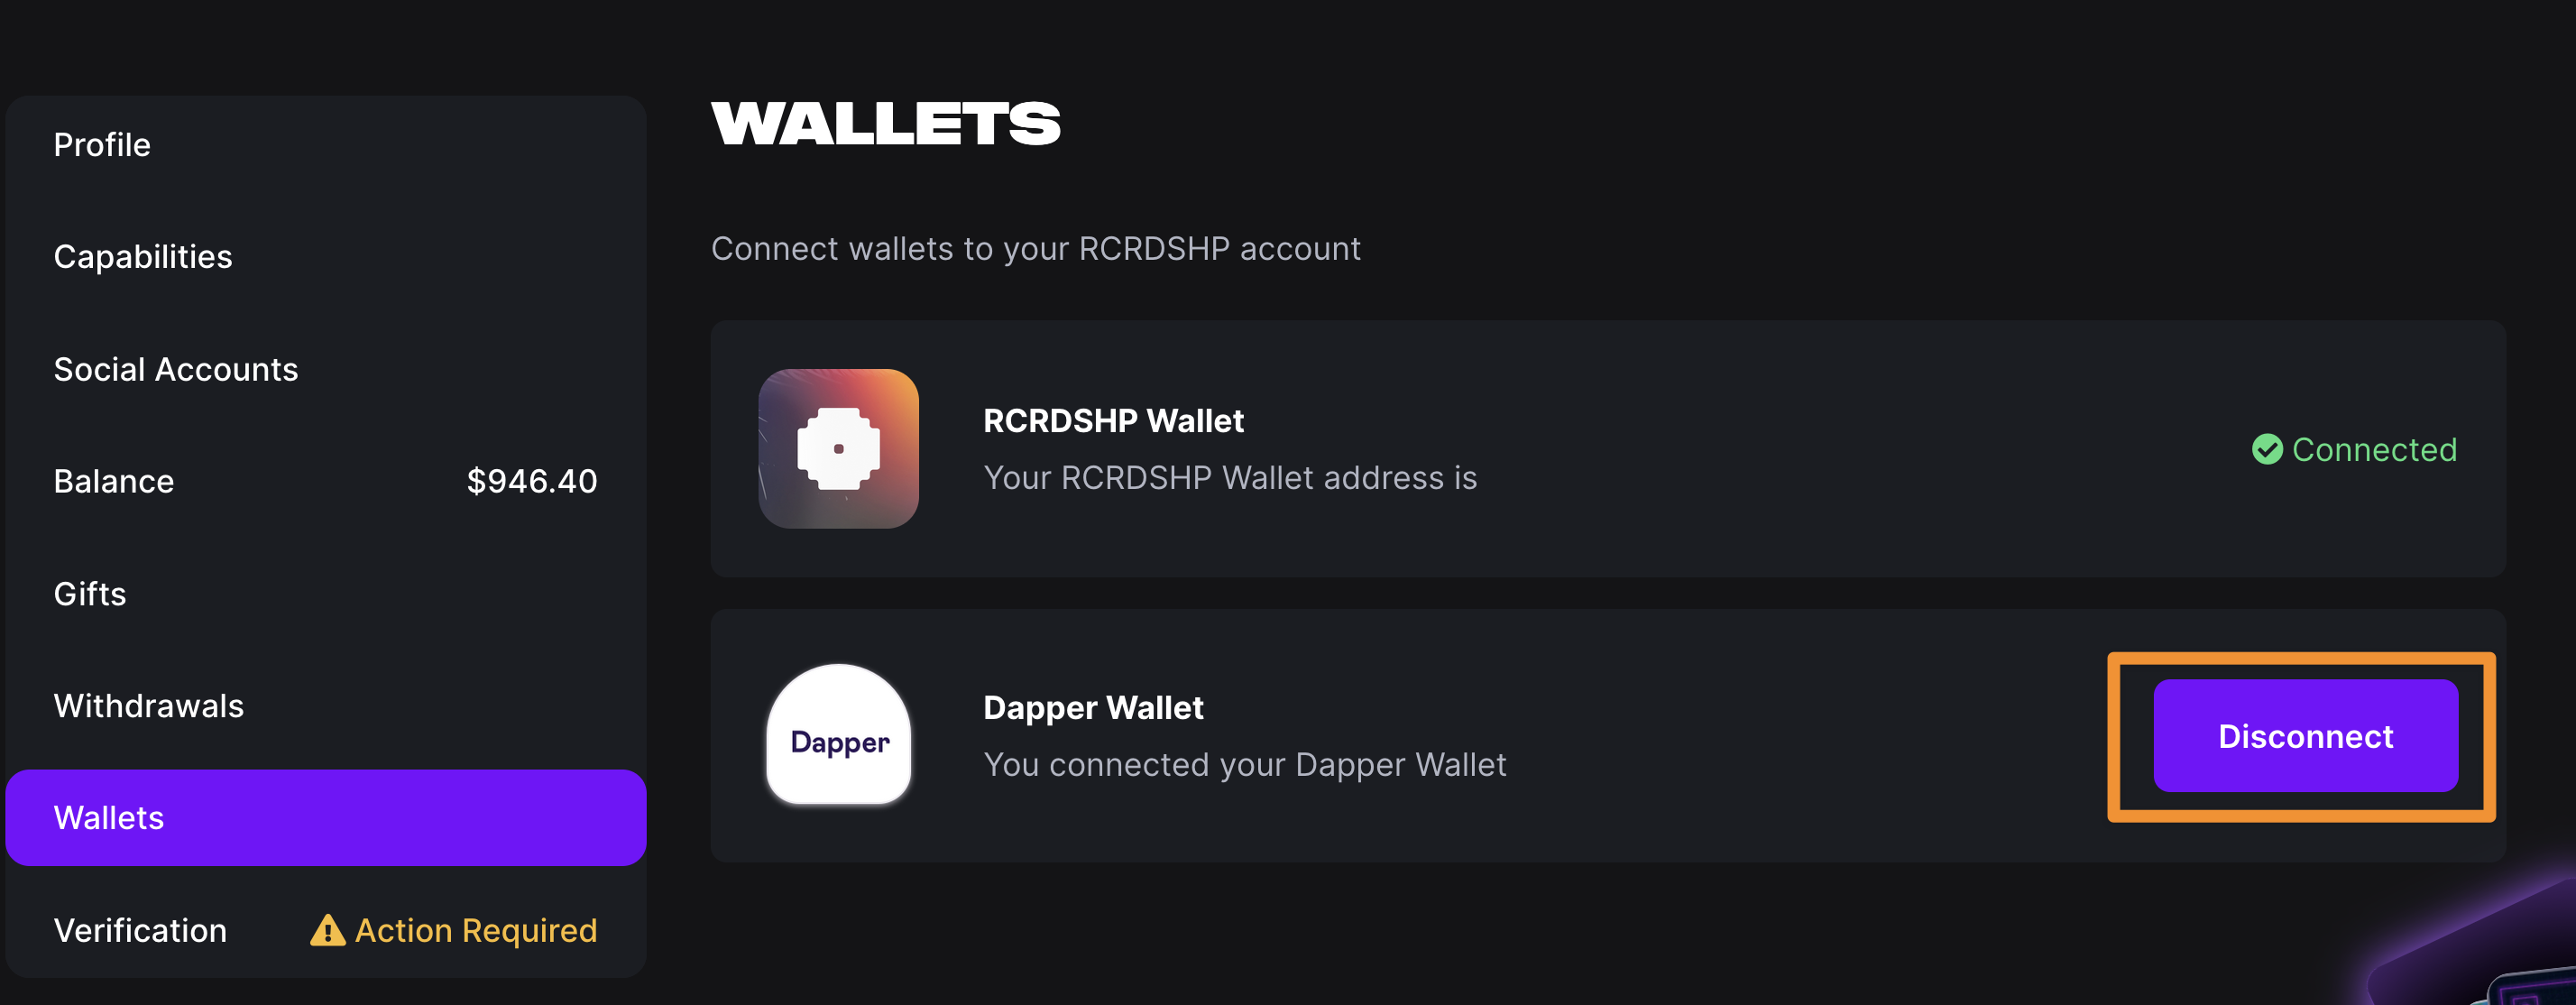 Profile
Capabilities
Social Accounts
Balance $946.40
Gifts
Withdrawals
Wallets
Verification Action Required
WALLETS
Connect wallets to your RCRDSHP account
RCRDSHP Wallet
Your RCRDSHP Wallet address is
Connected
Dapper
Dapper Wallet
You connected your Dapper Wallet
Disconnect